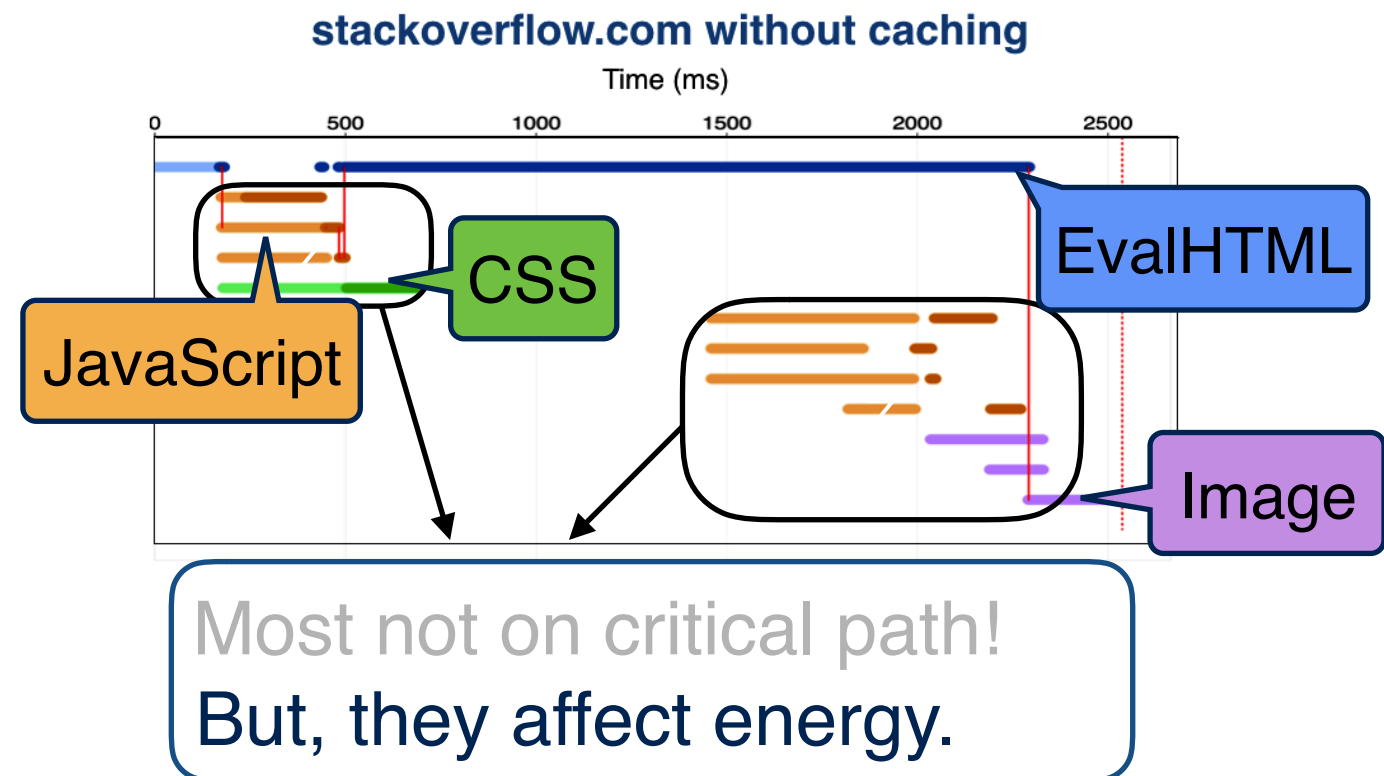 stackoverflow.com without caching
Time (ms)
0 500 1000 1500 2000 2500
EvalHTML
CSS
JavaScript
Image
Most not on critical path!
But, they affect energy.